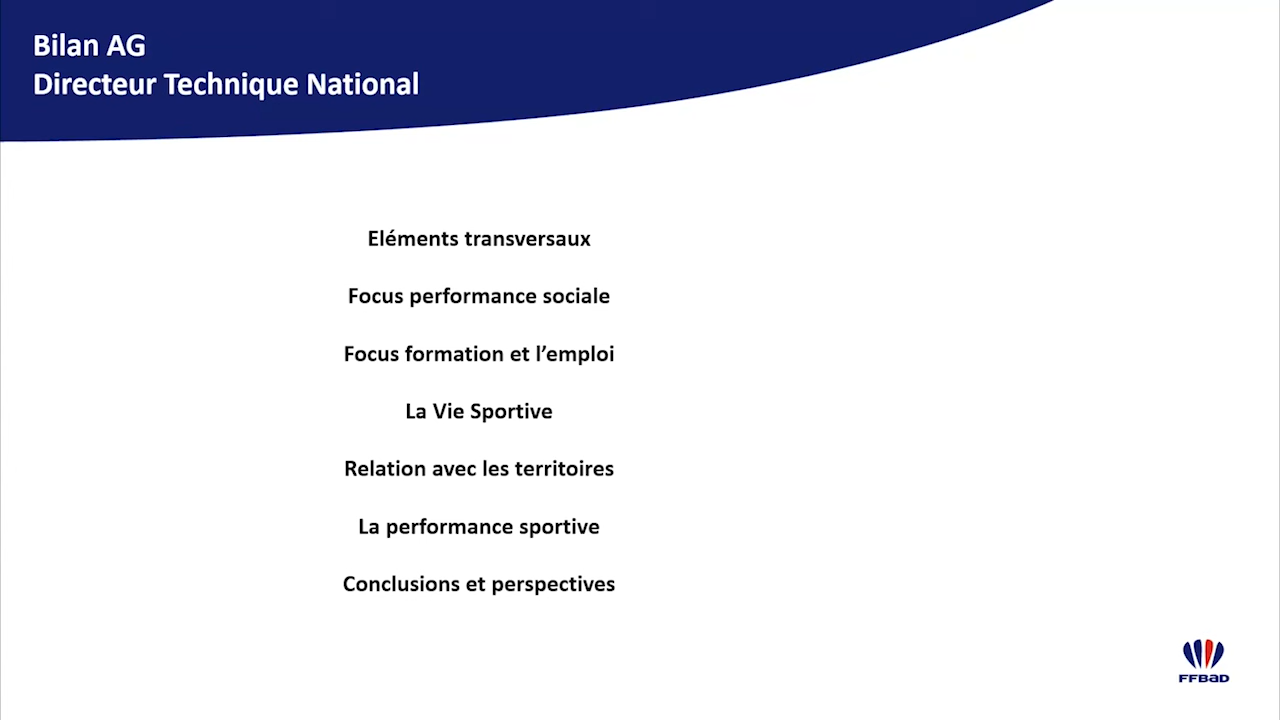 Bilan AG
Directeur Technique National
Eléments transversaux
Focus performance sociale
Focus formation et l’emploi
La Vie Sportive
Relation avec les territoires
La performance sportive
Conclusions et perspectives
FFBaD